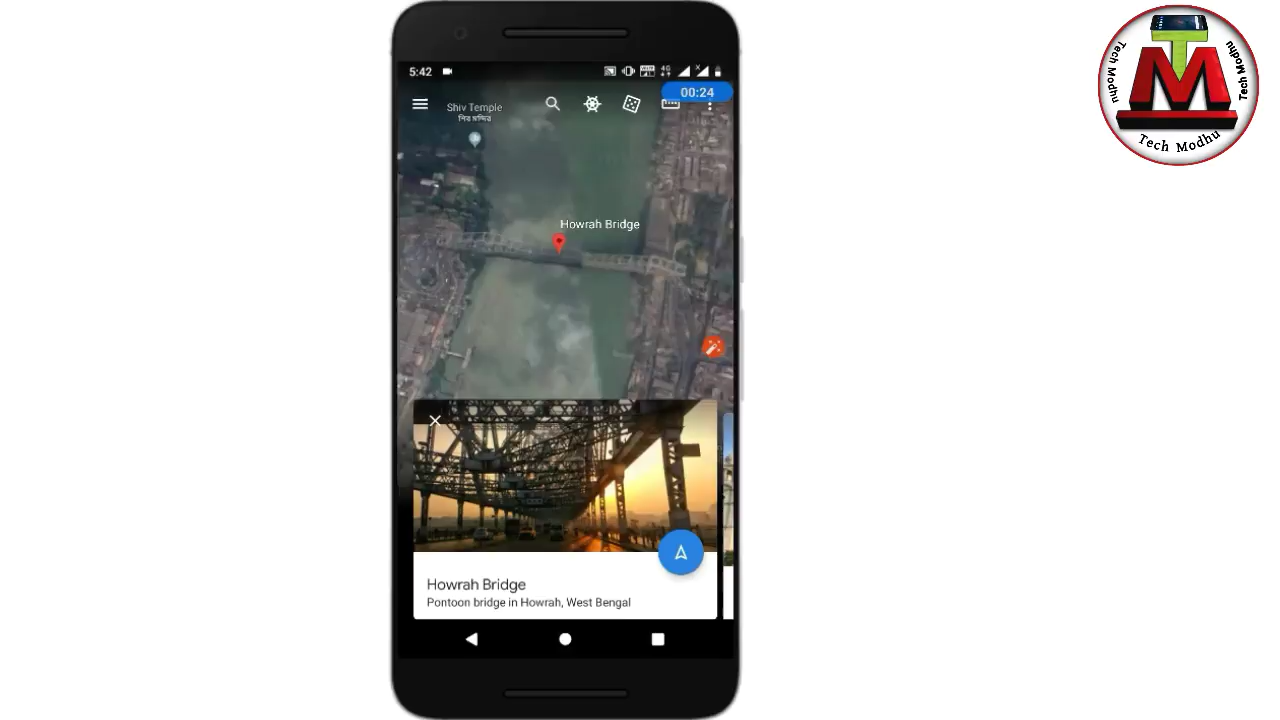 5:42
00:24
Shiv Temple
শিব মন্দির
Howrah Bridge
Howrah Bridge
Pontoon bridge in Howrah, West Bengal
TM
Tech Modhu
Tech Modhu
Tech Modhu